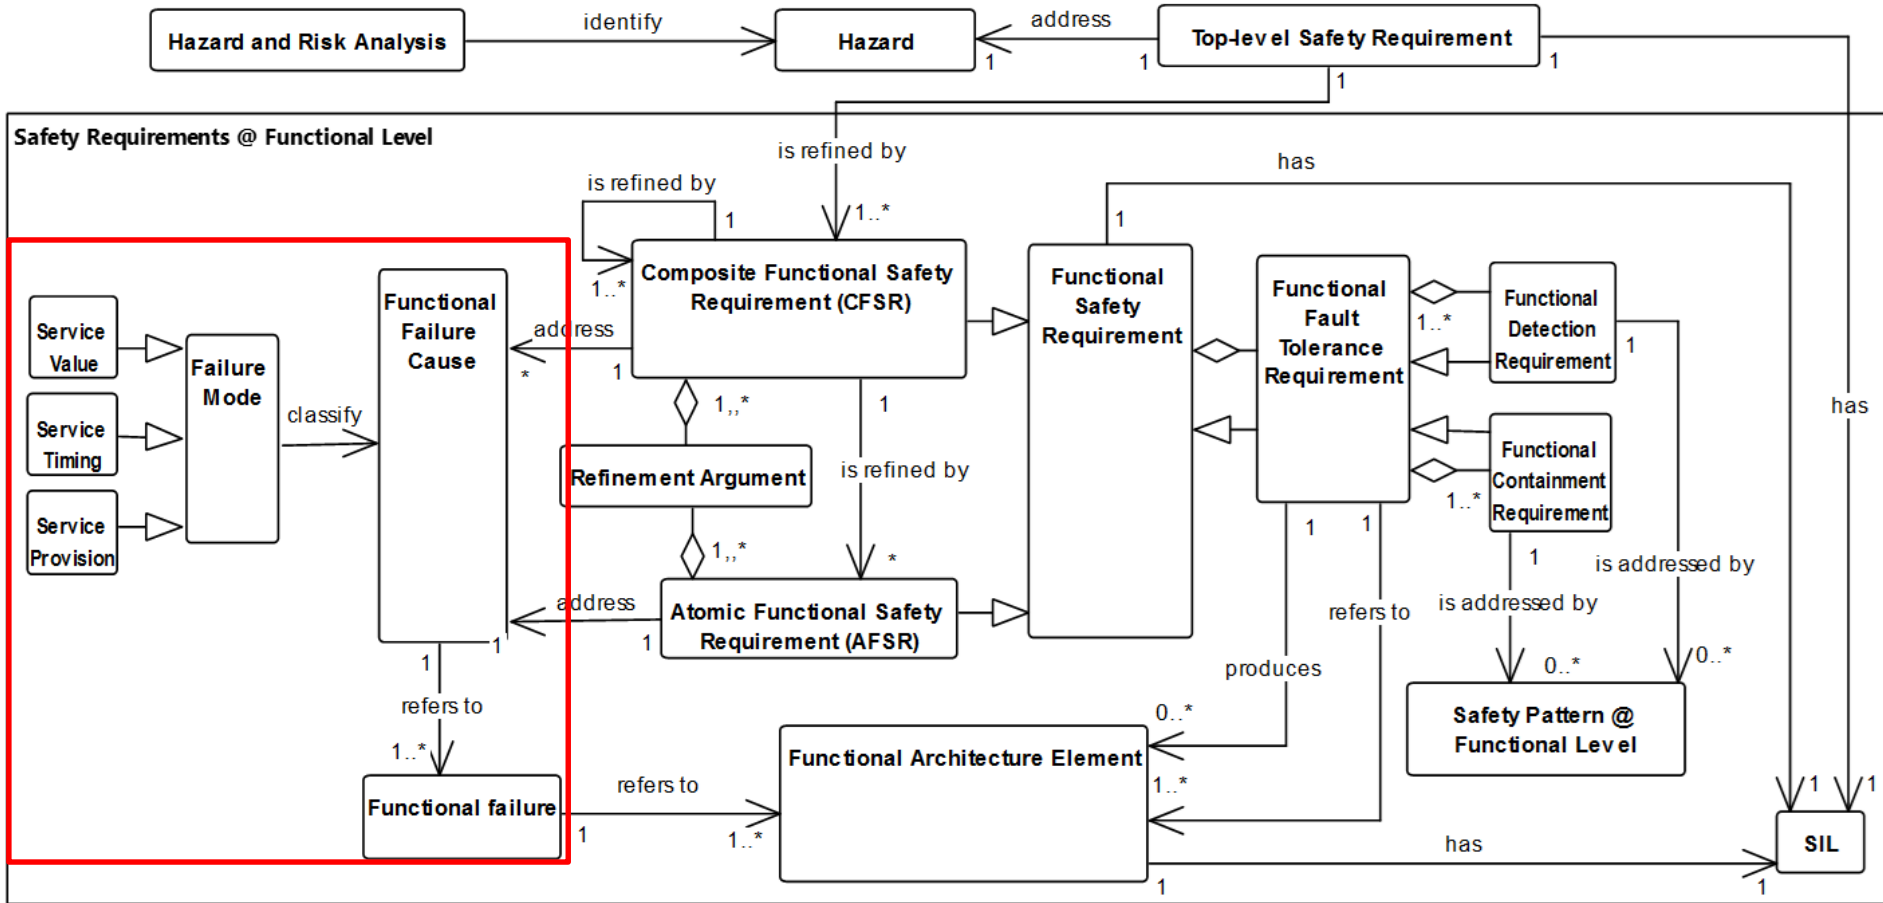 identify
address
Hazard and Risk Analysis
Hazard
Top-level Safety Requirement
1
1
1
1
Safety Requirements @ Functional Level
is refined by
has
is refined by
1
1..*
1
1..*
Composite Functional Safety
Requirement (CFSR)
Functional
Safety
Requirement
Functional
Fault
Tolerance
Requirement
1..*
Functional
Detection
Requirement
1
Functional
Failure
Cause
address
*
1
Service
Value
Failure
Mode
Service
Timing
classify
Service
Provision
1,,*
1
has
Refinement Argument
is refined by
Functional
Containment
Requirement
1..*
1
1
1
1,,*
*
is addressed by
is addressed by
address
1
1
1
Atomic Functional Safety
Requirement (AFSR)
refers to
produces
0..*
0..*
refers to
1..*
0..*
1..*
Safety Pattern @
Functional Level
Functional Architecture Element
Functional failure
refers to
1
1..*
1
1
SIL
has
1
1